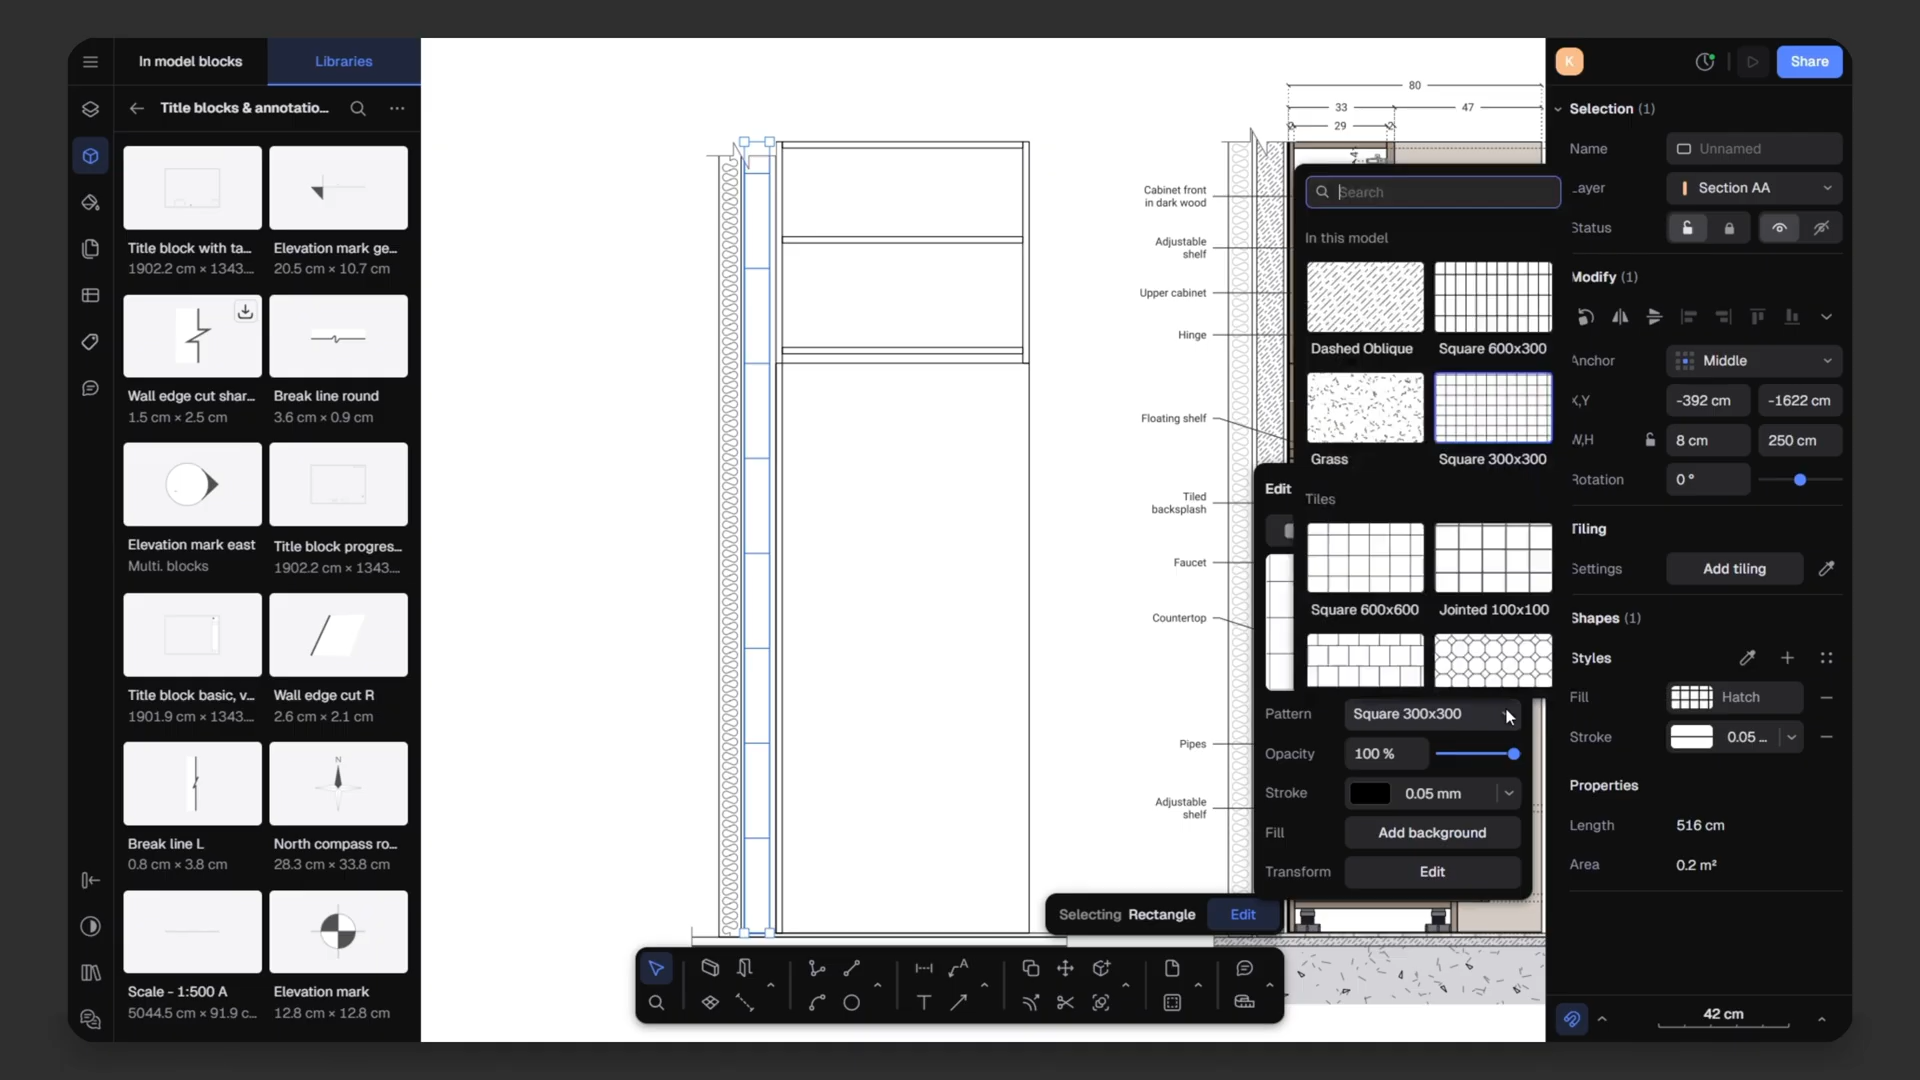 In model blocks
Libraries
Title blocks & annotatio...
Title block with ta...
1902.2 cm × 1343....
Elevation mark ge...
20.5 cm × 10.7 cm
Wall edge cut shar...
1.5 cm × 2.5 cm
Break line round
3.6 cm × 0.9 cm
Elevation mark east
Multi. blocks
Title block progres...
1902.2 cm × 1343....
Title block basic, v...
1901.9 cm × 1343....
Wall edge cut R
2.6 cm × 2.1 cm
Break line L
0.8 cm × 3.8 cm
N
North compass ro...
28.3 cm × 33.8 cm
Scale - 1:500 A
5044.5 cm × 91.9 c...
Elevation mark
12.8 cm × 12.8 cm
80
33
47
29
Cabinet front
in dark wood
Adjustable
shelf
Upper cabinet
Hinge
Floating shelf
Tiled
backsplash
Faucet
Countertop
Pipes
Adjustable
shelf
Search
In this model
Dashed Oblique
Square 600x300
Grass
Square 300x300
Tiles
Square 600x600
Jointed 100x100
Edit
Pattern
Square 300x300
Opacity
100 %
Stroke
0.05 mm
Fill
Add background
Transform
Edit
Selecting Rectangle
Edit
K
Share
Selection (1)
Name
Unnamed
Layer
Section AA
Status
Modify (1)
Anchor
Middle
X,Y
-392 cm
-1622 cm
W,H
8 cm
250 cm
Rotation
0 °
Tiling
Settings
Add tiling
Shapes (1)
Styles
Fill
Hatch
Stroke
0.05 ...
Properties
Length
516 cm
Area
0.2 m²
42 cm